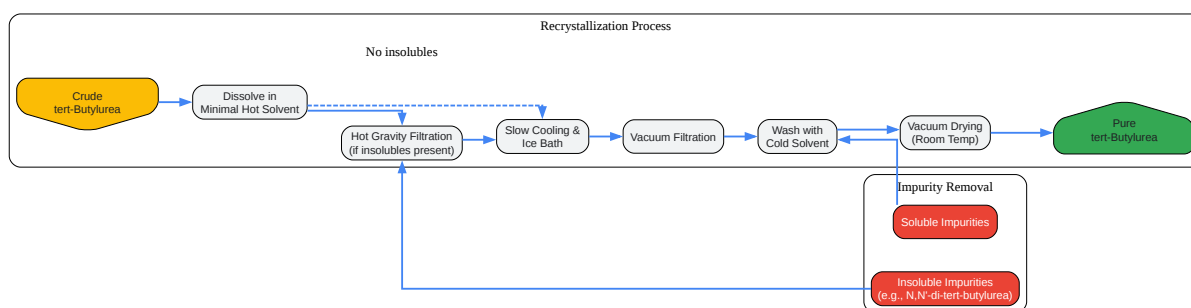 Recrystallization Process
No insolubles
Crude
tert-Butylurea
Dissolve in
Minimal Hot Solvent
Hot Gravity Filtration
(if insolubles present)
Slow Cooling &
Ice Bath
Vacuum Filtration
Wash with
Cold Solvent
Vacuum Drying
(Room Temp)
Pure
tert-Butylurea
Impurity Removal
Soluble Impurities
Insoluble Impurities
(e.g., N,N'-di-tert-butylurea)